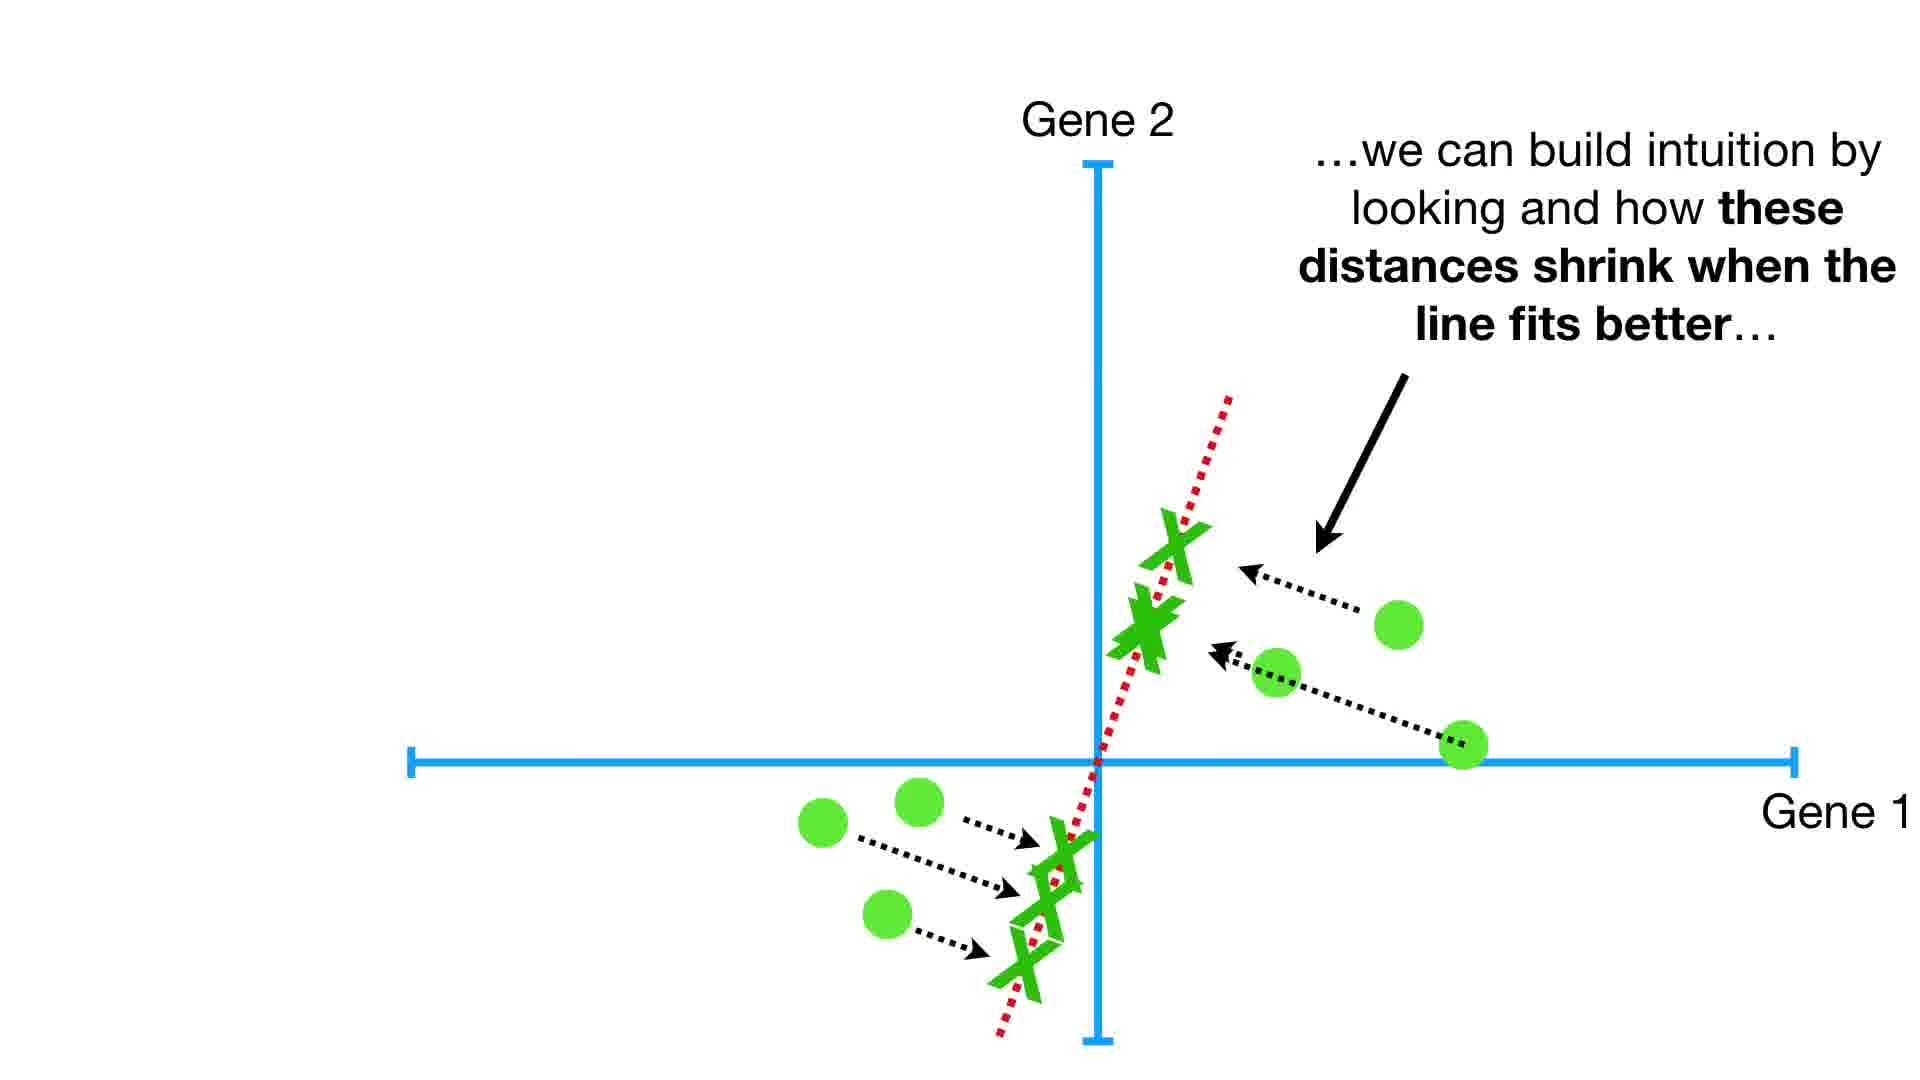 Gene 2
…we can build intuition by
looking and how these
distances shrink when the
line fits better…
Gene 1